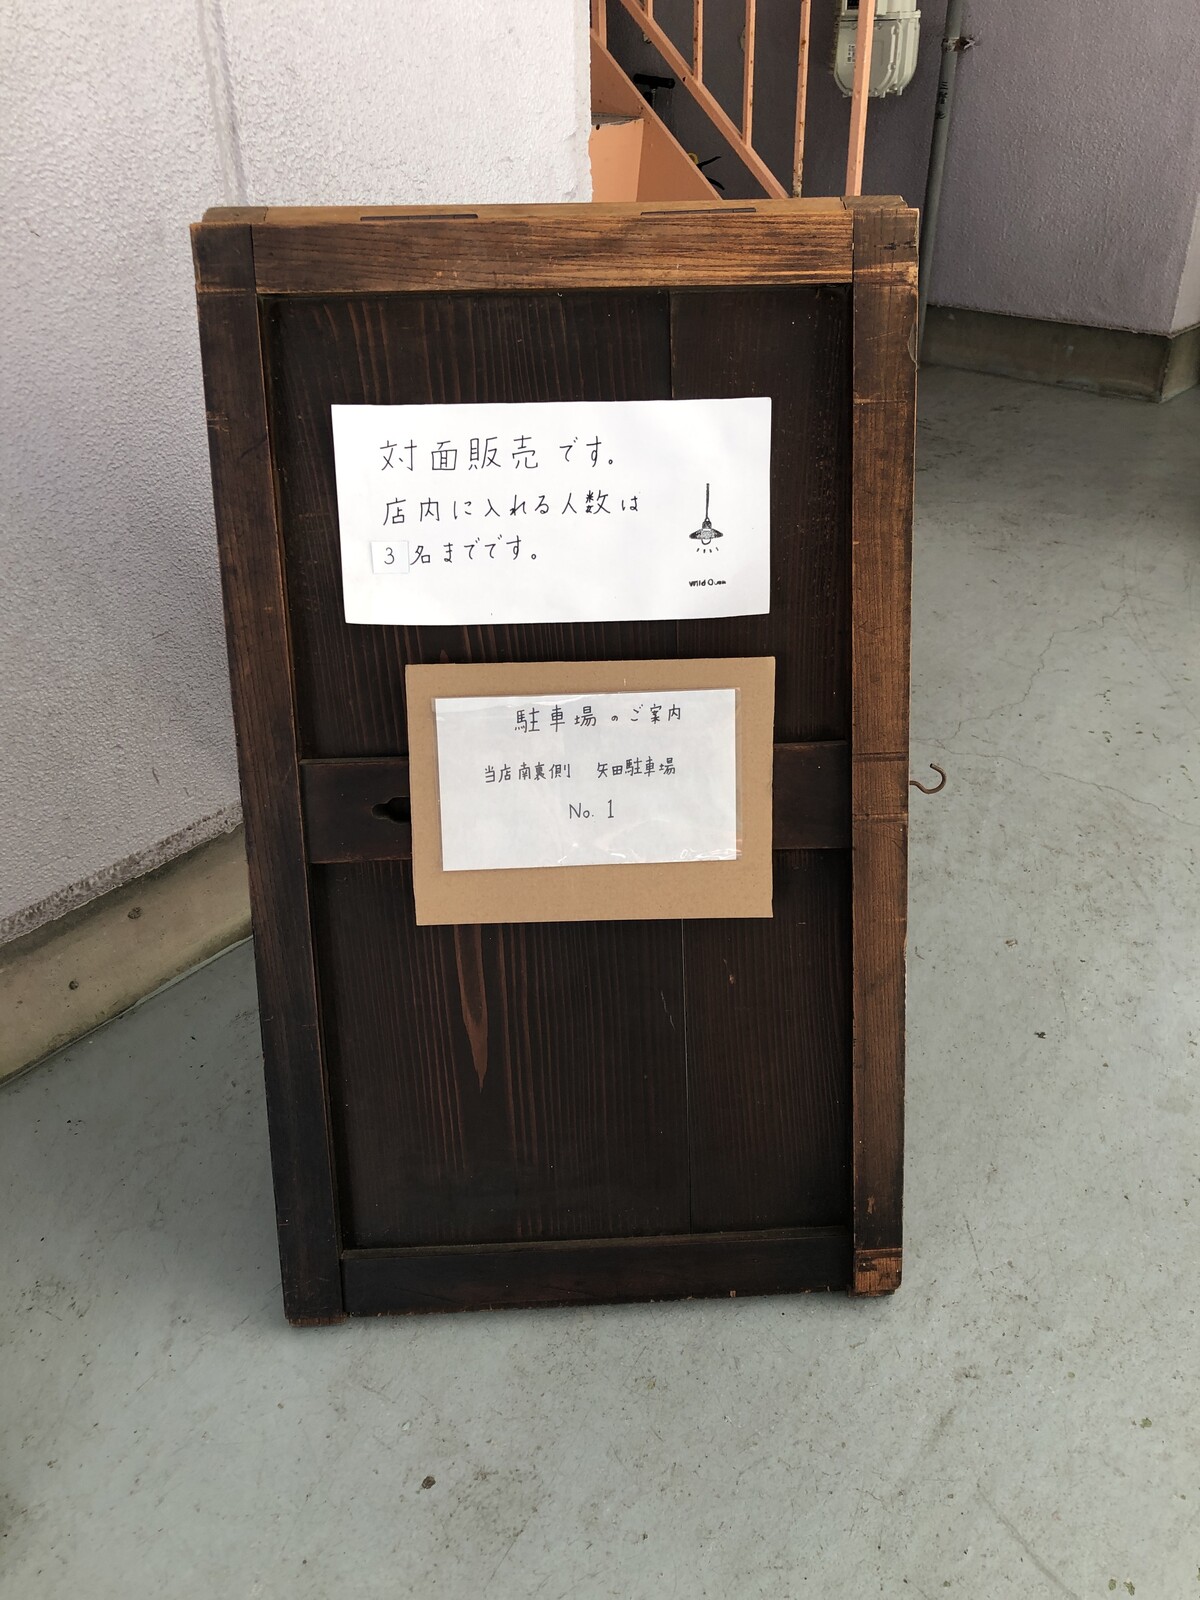 対面販売です。
店内に入れる人数は
3名までです。
Wild Oven
駐車場のご案内
当店南裏側 矢田駐車場
No. 1